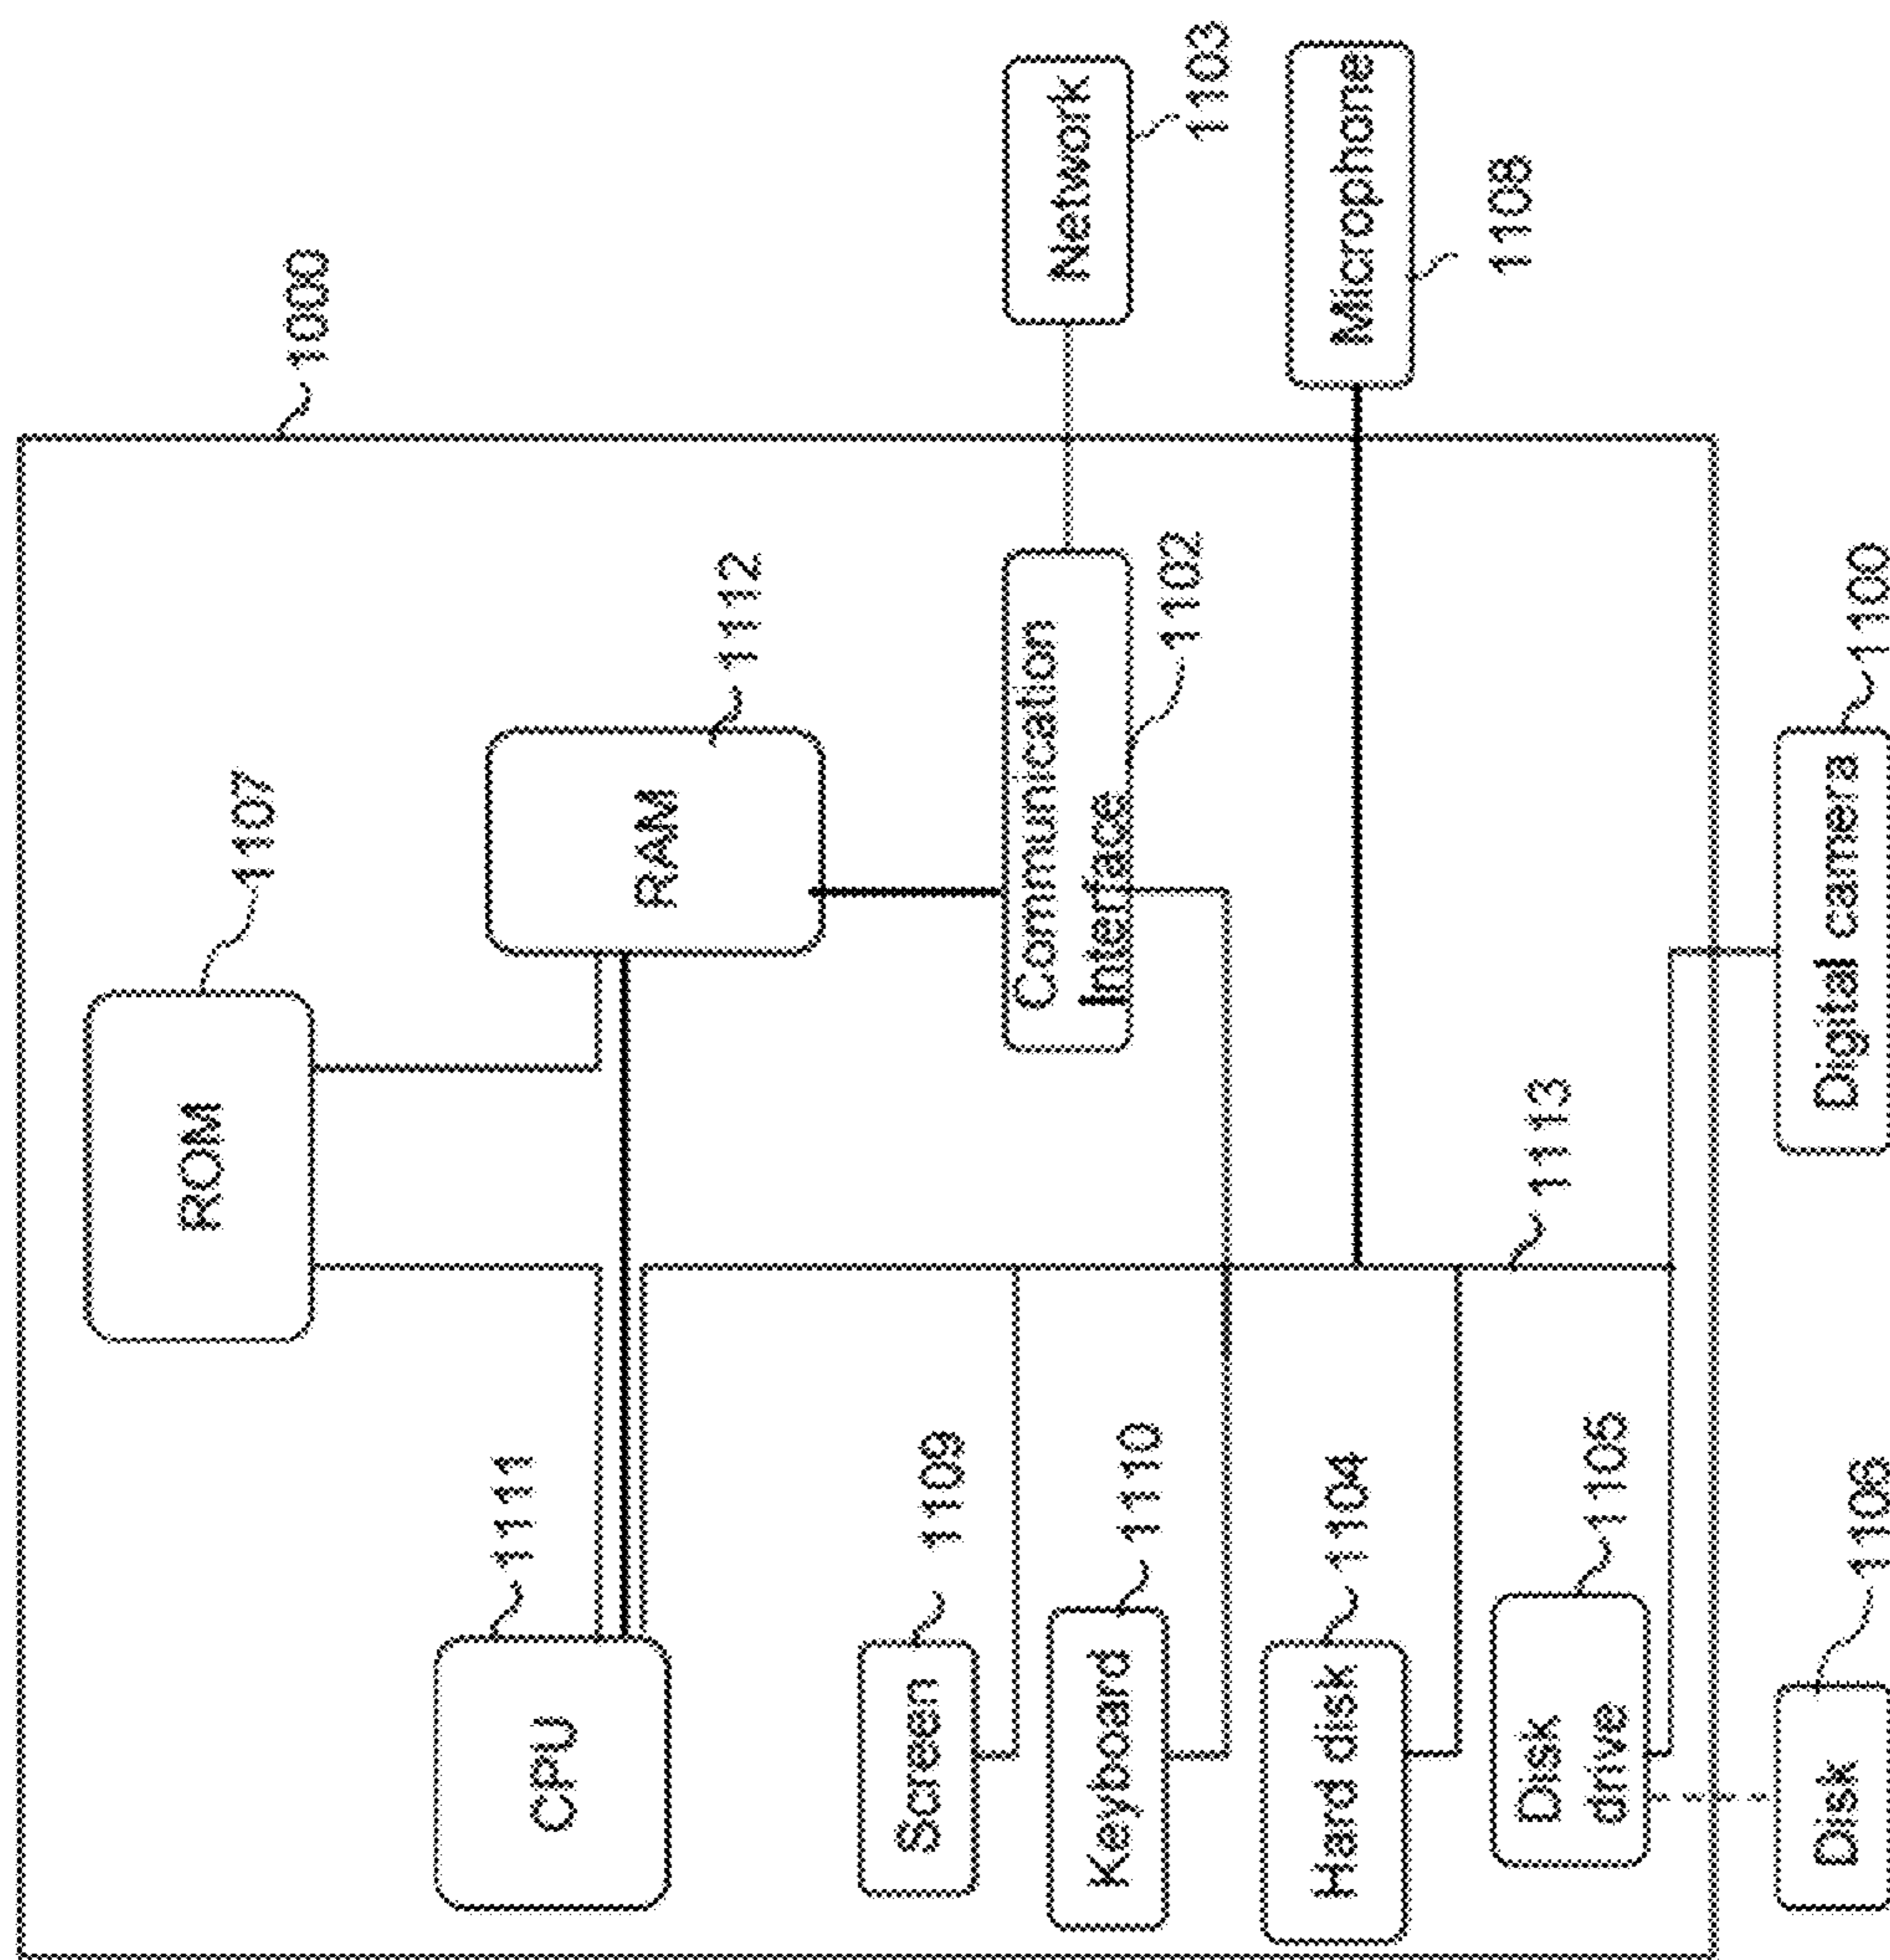 ROM
1107
1000
1111
CPU
RAM
1112
Screen
1109
Communication
Interface
1102
Network
1103
Keyboard
1110
Hard disk
1104
Microphone
1108
Disk
drive
1105
1113
Disk
1106
Digital camera
1100